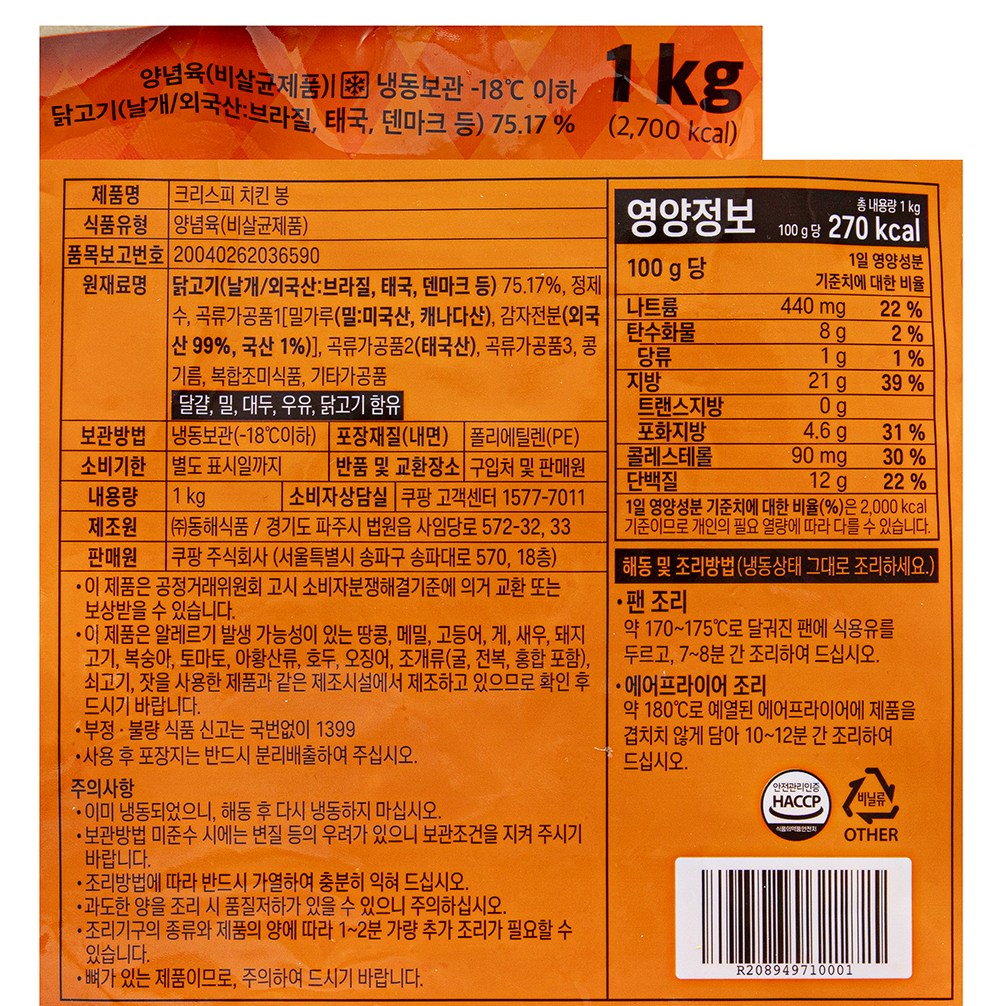 양념육(비살균제품)| 냉동보관 -18℃ 이하
닭고기(날개/외국산:브라질, 태국, 덴마크 등) 75.17 %
1 kg
(2,700 kcal)
제품명 크리스피 치킨 봉
식품유형 양념육(비살균제품)
품목보고번호 20040262036590
원재료명 닭고기(날개/외국산:브라질, 태국, 덴마크 등) 75.17%, 정제
수, 곡류가공품1[밀가루(밀:미국산, 캐나다산), 감자전분(외국
산 99%, 국산 1%)], 곡류가공품2(태국산), 곡류가공품3, 콩
기름, 복합조미식품, 기타가공품
달걀, 밀, 대두, 우유, 닭고기 함유
보관방법 냉동보관(-18℃이하) 포장재질(내면) 폴리에틸렌(PE)
소비기한 별도 표시일까지 반품 및 교환장소 구입처 및 판매원
내용량 1 kg 소비자상담실 쿠팡 고객센터 1577-7011
제조원 ㈜동해식품 / 경기도 파주시 법원읍 사임당로 572-32, 33
판매원 쿠팡 주식회사 (서울특별시 송파구 송파대로 570, 18층)
•이 제품은 공정거래위원회 고시 소비자분쟁해결기준에 의거 교환 또는
보상받을 수 있습니다.
•이 제품은 알레르기 발생 가능성이 있는 땅콩, 메밀, 고등어, 게, 새우, 돼지
고기, 복숭아, 토마토, 아황산류, 호두, 오징어, 조개류(굴, 전복, 홍합 포함),
쇠고기, 잣을 사용한 제품과 같은 제조시설에서 제조하고 있으므로 확인 후
드시기 바랍니다.
•부정 · 불량 식품 신고는 국번없이 1399
•사용 후 포장지는 반드시 분리배출하여 주십시오.
주의사항
•이미 냉동되었으니, 해동 후 다시 냉동하지 마십시오.
•보관방법 미준수 시에는 변질 등의 우려가 있으니 보관조건을 지켜 주시기
바랍니다.
•조리방법에 따라 반드시 가열하여 충분히 익혀 드십시오.
•과도한 양을 조리 시 품질저하가 있을 수 있으니 주의하십시오.
•조리기구의 종류와 제품의 양에 따라 1~2분 가량 추가 조리가 필요할 수
있습니다.
•뼈가 있는 제품이므로, 주의하여 드시기 바랍니다.
영양정보
총 내용량 1 kg
100 g 당 270 kcal
100 g 당
1일 영양성분
기준치에 대한 비율
나트륨 440 mg 22 %
탄수화물 8 g 2 %
당류 1 g 1 %
지방 21 g 39 %
트랜스지방 0 g
포화지방 4.6 g 31 %
콜레스테롤 90 mg 30 %
단백질 12 g 22 %
1일 영양성분 기준치에 대한 비율(%)은 2,000 kcal
기준이므로 개인의 필요 열량에 따라 다를 수 있습니다.
해동 및 조리방법 (냉동상태 그대로 조리하세요.)
•팬 조리
약 170~175℃로 달궈진 팬에 식용유를
두르고, 7~8분 간 조리하여 드십시오.
•에어프라이어 조리
약 180℃로 예열된 에어프라이어에 제품을
겹치지 않게 담아 10~12분 간 조리하여
드십시오.
안전관리인증
HACCP
식품의약품안전처
비닐류
OTHER
R208949710001